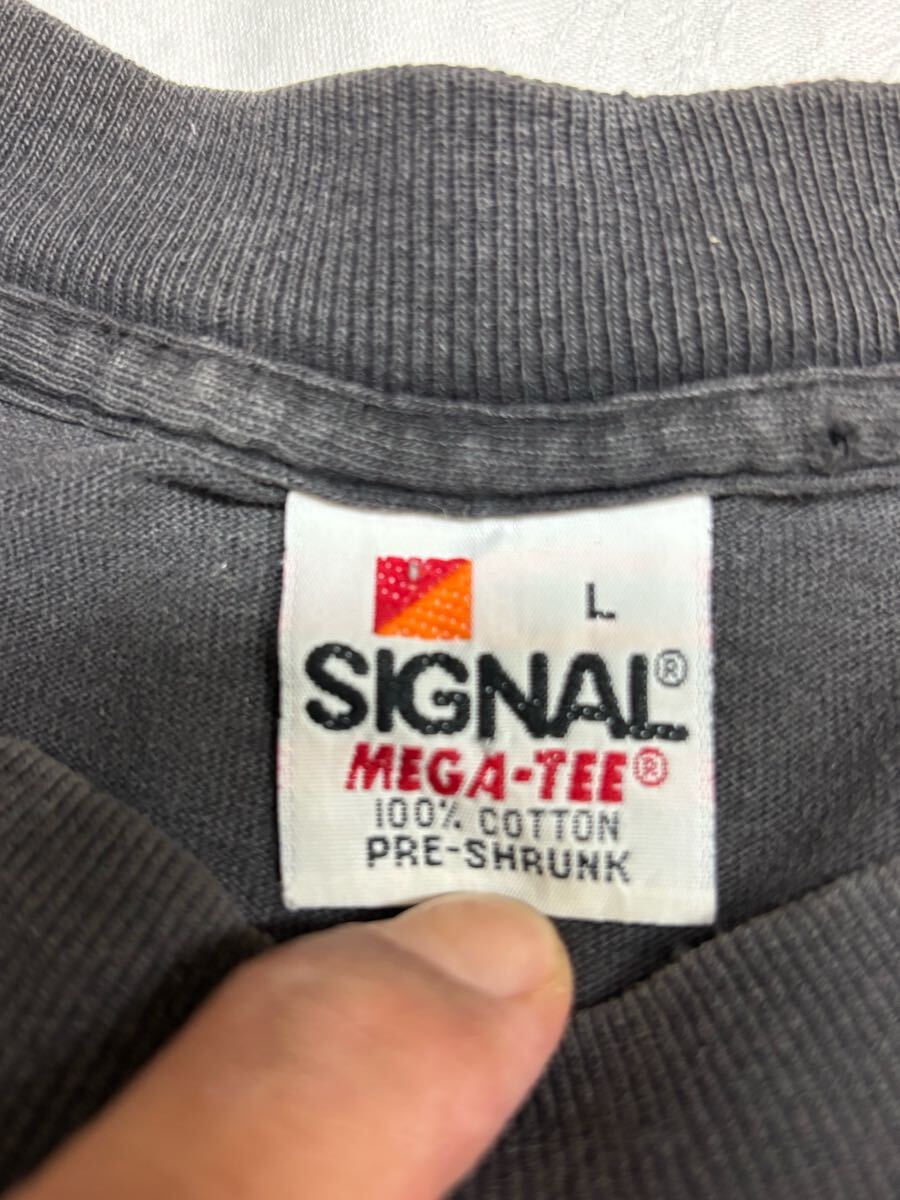 L
SIGNAL®
MEGA-TEE®
100% COTTON
PRE-SHRUNK